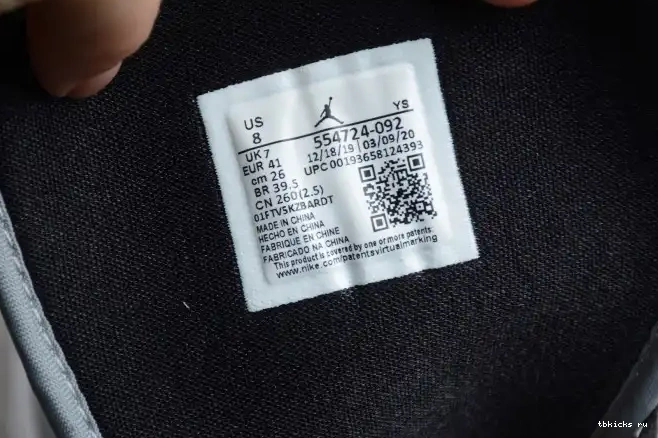 US
8
YS
UK 7
554724-092
EUR 41
12/18/19 | 03/09/20
cm 26
UPC 00193658124393
BR 39.5
CN 260(2.5)
01FTV5KZBARDT
MADE IN CHINA
HECHO EN CHINA
FABRIQUE EN CHINE
FABRICADO NA CHINA
This product is covered by one or more patents:
www.nike.com/patentsvirtualmarking
tbkicks ru